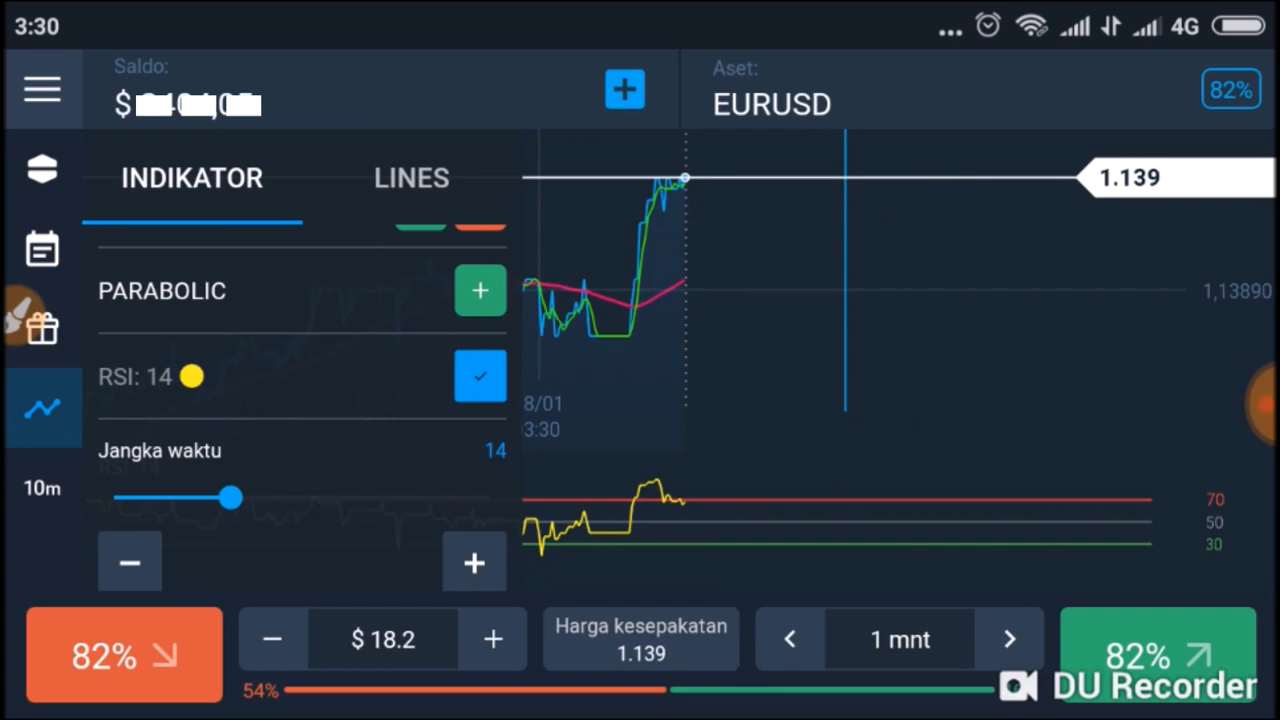 3:30
4G
Saldo:
$
Aset:
EURUSD
82%
INDIKATOR
LINES
1.139
PARABOLIC
1,13890
RSI: 14
8/01
3:30
Jangka waktu
14
RSI: 14
10m
70
50
30
82%
$ 18.2
Harga kesepakatan
1.139
1 mnt
82%
54%
DU Recorder